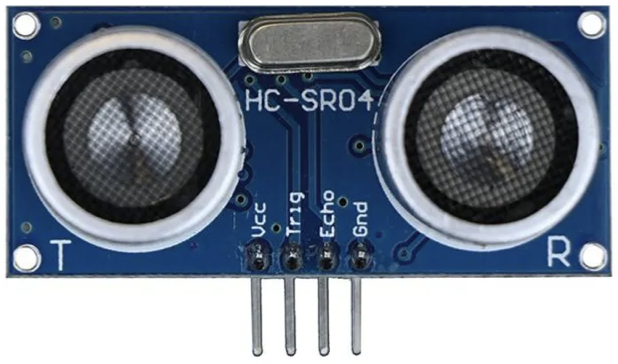 HC-SR04
Vcc
Trig
Echo
Gnd
T
R